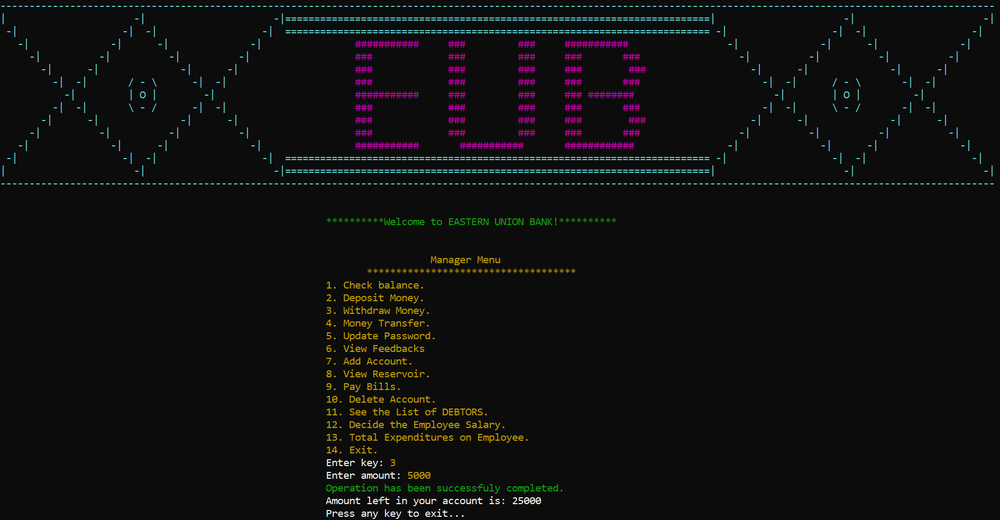 EUB
**********Welcome to EASTERN UNION BANK!**********
Manager Menu
************************************
1. Check balance.
2. Deposit Money.
3. Withdraw Money.
4. Money Transfer.
5. Update Password.
6. View Feedbacks
7. Add Account.
8. View Reservoir.
9. Pay Bills.
10. Delete Account.
11. See the List of DEBTORS.
12. Decide the Employee Salary.
13. Total Expenditures on Employee.
14. Exit.
Enter key: 3
Enter amount: 5000
Operation has been successfuly completed.
Amount left in your account is: 25000
Press any key to exit...